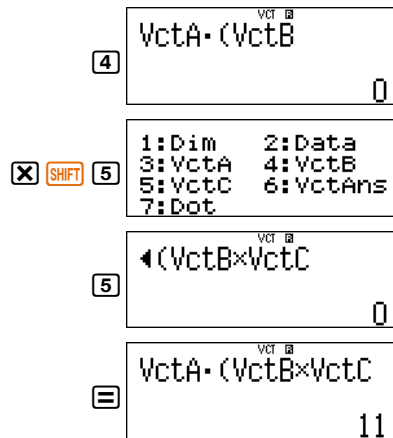 VCT D
VctA•(VctB
4
0
1:Dim 2:Data
3:VctA 4:VctB
× SHIFT 5
5:VctC 6:VctAns
7:Dot
VCT D
◀(VctB×VctC
5
0
VCT D
VctA•(VctB×VctC
=
11